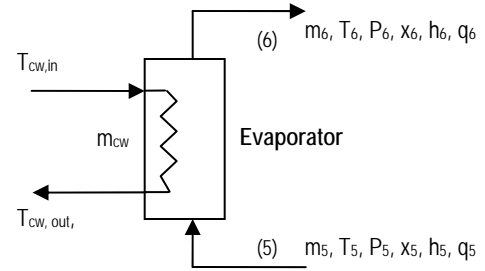 (6) m6, T6, P6, x6, h6, q6
Tcw,in
mcw Evaporator
Tcw, out,
(5) m5, T5, P5, x5, h5, q5